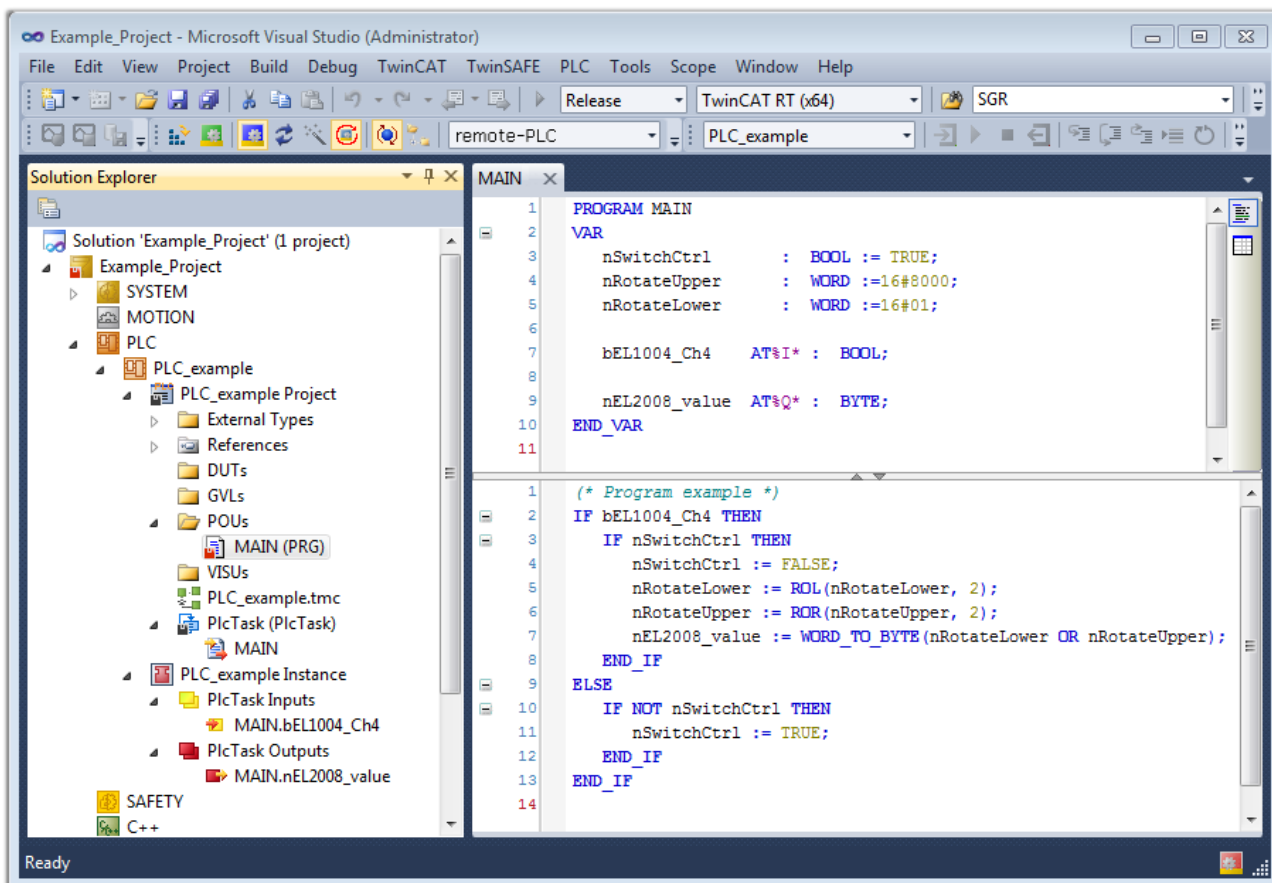 Example_Project - Microsoft Visual Studio (Administrator)
File Edit View Project Build Debug TwinCAT TwinSAFE PLC Tools Scope Window Help
Release TwinCAT RT (x64) SGR
remote-PLC PLC_example
Solution Explorer
Solution 'Example_Project' (1 project)
Example_Project
SYSTEM
MOTION
PLC
PLC_example
PLC_example Project
External Types
References
DUTs
GVLs
POUs
MAIN (PRG)
VISUs
PLC_example.tmc
PlcTask (PlcTask)
MAIN
PLC_example Instance
PlcTask Inputs
MAIN.bEL1004_Ch4
PlcTask Outputs
MAIN.nEL2008_value
SAFETY
C++
MAIN
1 PROGRAM MAIN
2 VAR
3 nSwitchCtrl : BOOL := TRUE;
4 nRotateUpper : WORD :=16#8000;
5 nRotateLower : WORD :=16#01;
6
7 bEL1004_Ch4 AT%I* : BOOL;
8
9 nEL2008_value AT%Q* : BYTE;
10 END_VAR
11
1 (* Program example *)
2 IF bEL1004_Ch4 THEN
3 IF nSwitchCtrl THEN
4 nSwitchCtrl := FALSE;
5 nRotateLower := ROL(nRotateLower, 2);
6 nRotateUpper := ROR(nRotateUpper, 2);
7 nEL2008_value := WORD_TO_BYTE(nRotateLower OR nRotateUpper);
8 END_IF
9 ELSE
10 IF NOT nSwitchCtrl THEN
11 nSwitchCtrl := TRUE;
12 END_IF
13 END_IF
14
Ready